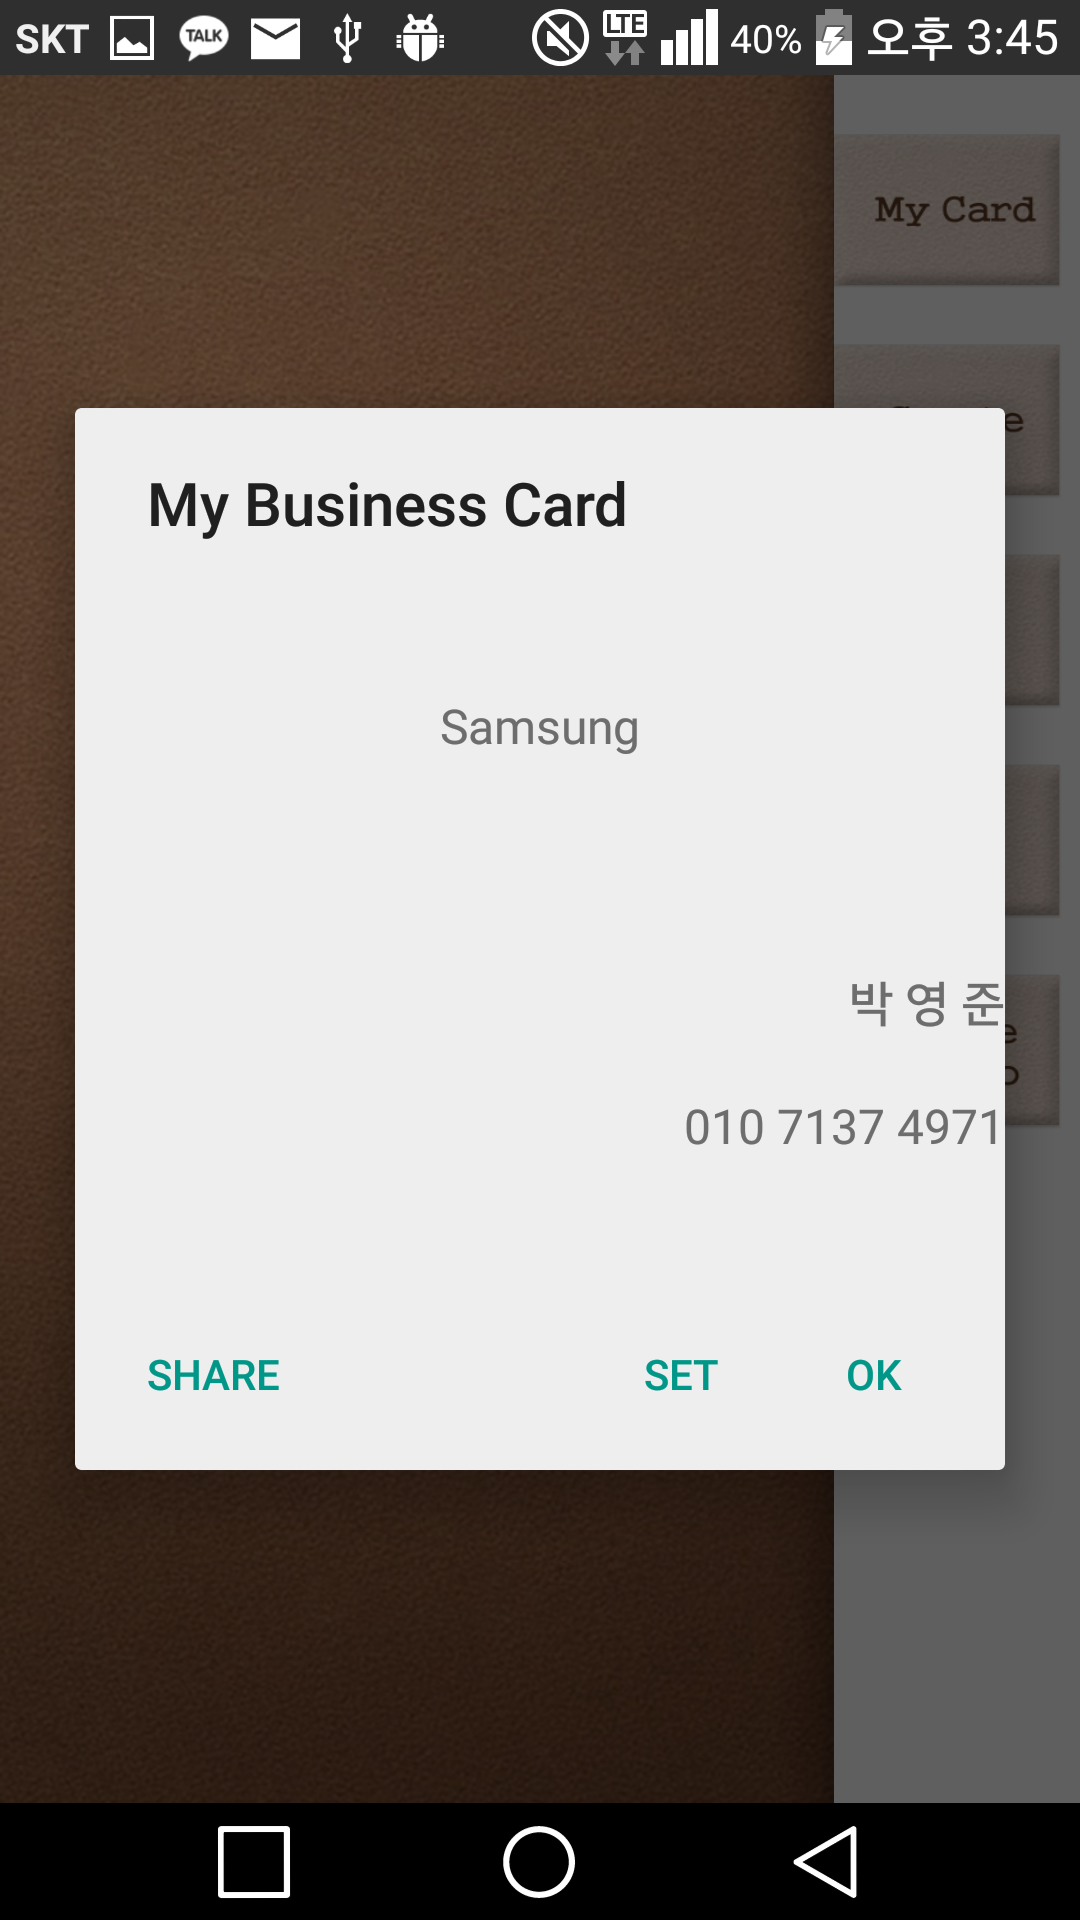 SKT TALK LTE 40% 오후 3:45
My Card
My Business Card
Samsung
박 영 준
010 7137 4971
SHARE SET OK